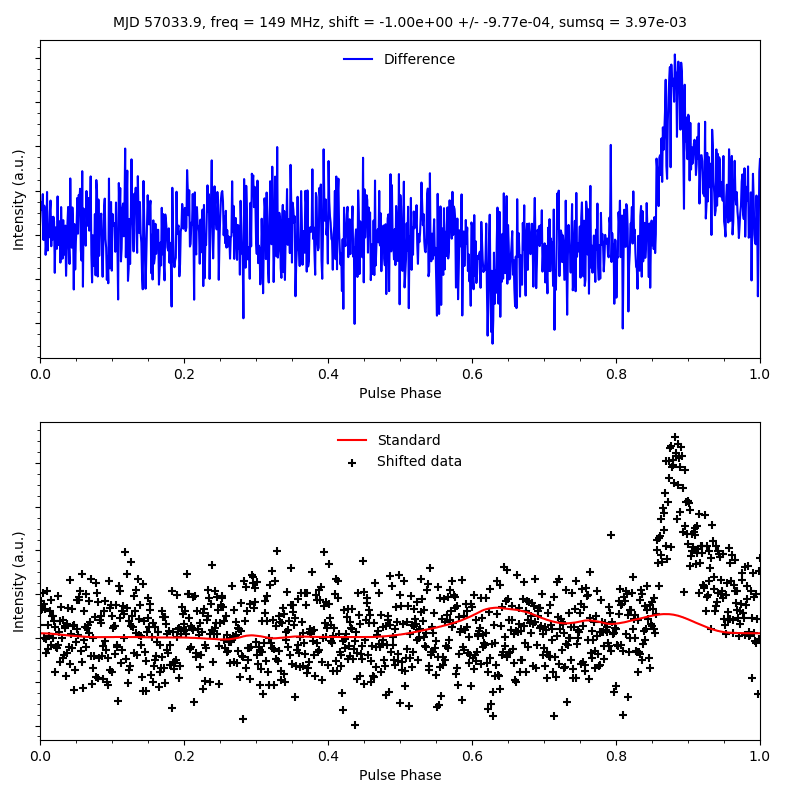 MJD 57033.9, freq = 149 MHz, shift = -1.00e+00 +/- -9.77e-04, sumsq = 3.97e-03
Difference
Intensity (a.u.)
0.0 0.2 0.4 0.6 0.8 1.0
Pulse Phase
Standard
Shifted data
Intensity (a.u.)
0.0 0.2 0.4 0.6 0.8 1.0
Pulse Phase